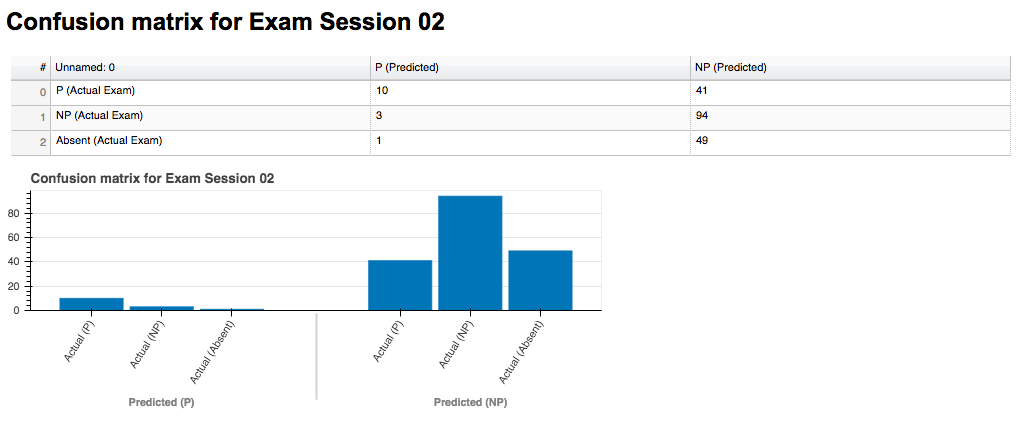 Confusion matrix for Exam Session 02
# Unnamed: 0 P (Predicted) NP (Predicted)
0 P (Actual Exam) 10 41
1 NP (Actual Exam) 3 94
2 Absent (Actual Exam) 1 49
Confusion matrix for Exam Session 02
80
60
40
20
0
Actual (P) Actual (NP) Actual (Absent) Actual (P) Actual (NP) Actual (Absent)
Predicted (P) Predicted (NP)